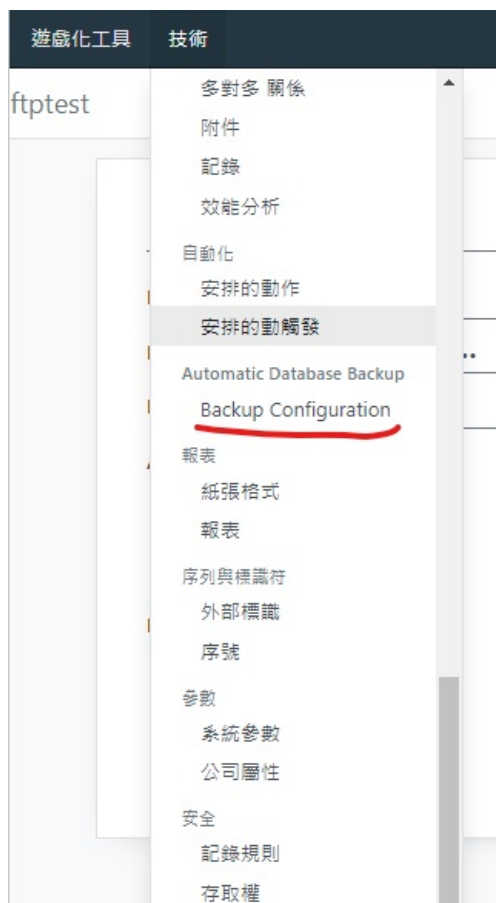 遊戲化工具 技術
ftptest
多對多 關係
附件
記錄
效能分析
自動化
安排的動作
安排的動觸發
Automatic Database Backup
Backup Configuration
報表
紙張格式
報表
序列與標識符
外部標識
序號
參數
系統參數
公司屬性
安全
記錄規則
存取權